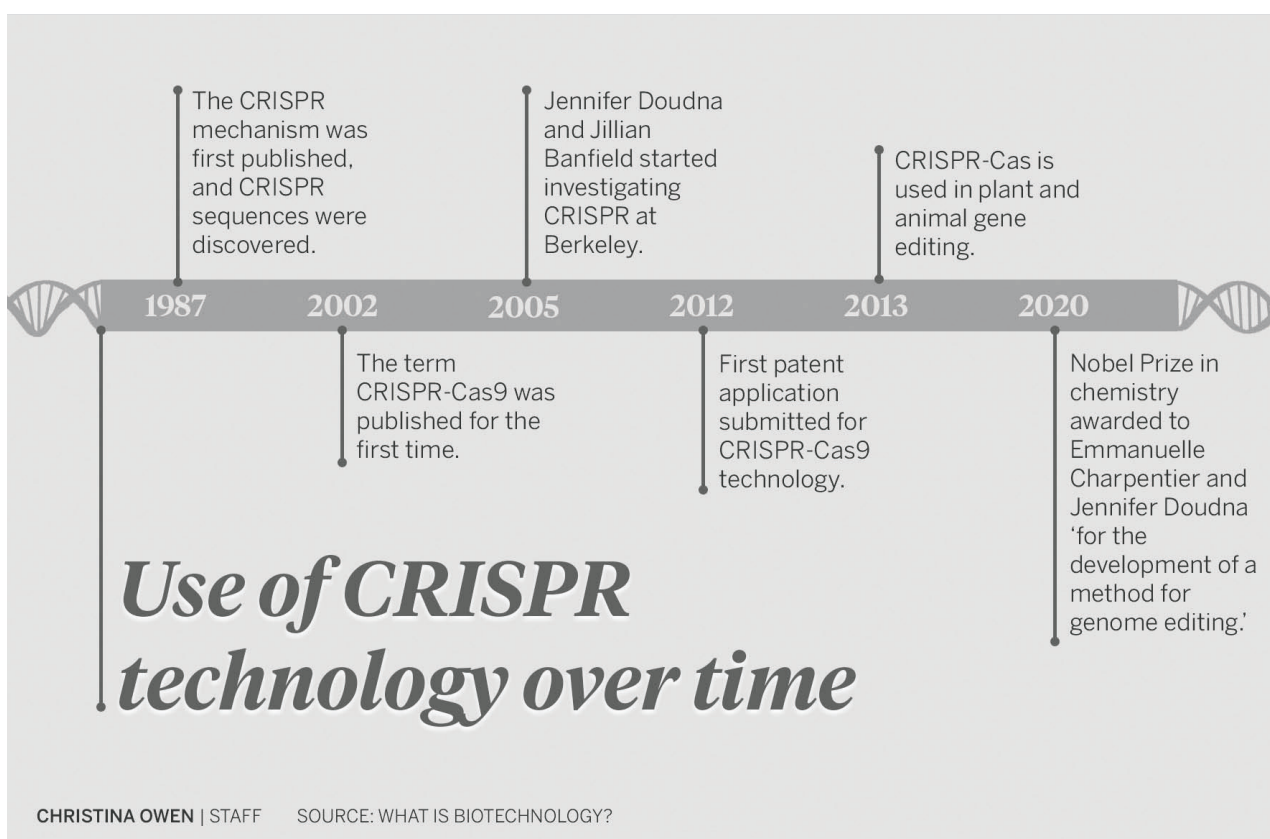 The CRISPR
mechanism was
first published,
and CRISPR
sequences were
discovered.
Jennifer Doudna
and Jillian
Banfield started
investigating
CRISPR at
Berkeley.
CRISPR-Cas is
used in plant and
animal gene
editing.
1987 2002 2005 2012 2013 2020
The term
CRISPR-Cas9 was
published for the
first time.
First patent
application
submitted for
CRISPR-Cas9
technology.
Nobel Prize in
chemistry
awarded to
Emmanuelle
Charpentier and
Jennifer Doudna
‘for the
development of a
method for
genome editing.’
Use of CRISPR
technology over time
CHRISTINA OWEN | STAFF SOURCE: WHAT IS BIOTECHNOLOGY?